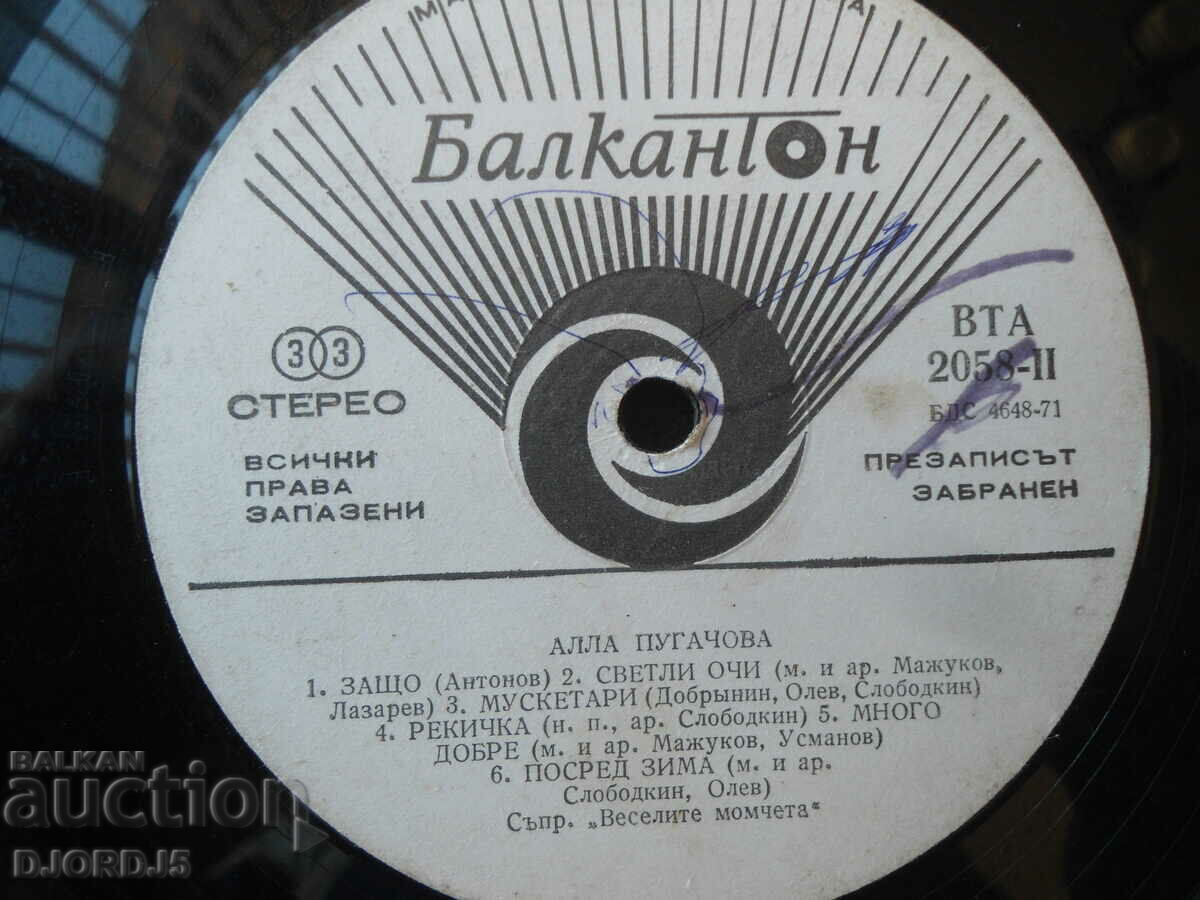 Балкантон
33
СТЕРЕО
ВСИЧКИ
ПРАВА
ЗАПАЗЕНИ
ВТА
2058-II
БДС 4648-71
ПРЕЗАПИСЪТ
ЗАБРАНЕН
АЛЛА ПУГАЧОВА
1. ЗАЩО (Антонов) 2. СВЕТЛИ ОЧИ (м. и ар. Мажуков,
Лазарев) 3. МУСКЕТАРИ (Добрынин, Олев, Слободкин)
4. РЕКИЧКА (н. п., ар. Слободкин) 5. МНОГО
ДОБРЕ (м. и ар. Мажуков, Усманов)
6. ПОСРЕД ЗИМА (м. и ар.
Слободкин, Олев)
Съпр. „Веселите момчета“
BALKAN
auction
DJORDJ5